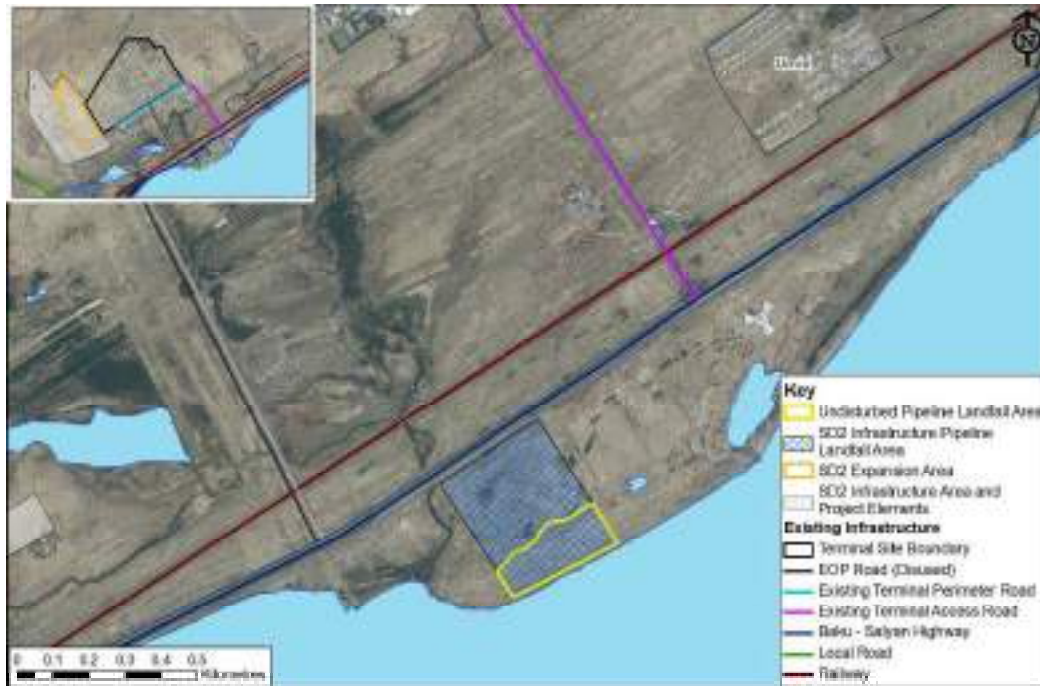 N
Key
Undisturbed Pipeline Landfall Area
SD2 Infrastructure Pipeline
Landfall Area
SD2 Expansion Area
SD2 Infrastructure Area and
Project Elements
Existing Infrastructure
Terminal Site Boundary
EOP Road (Disused)
Existing Terminal Perimeter Road
Existing Terminal Access Road
Baku - Salyan Highway
Local Road
Railway
0 0.1 0.2 0.3 0.4 0.5
Kilometres